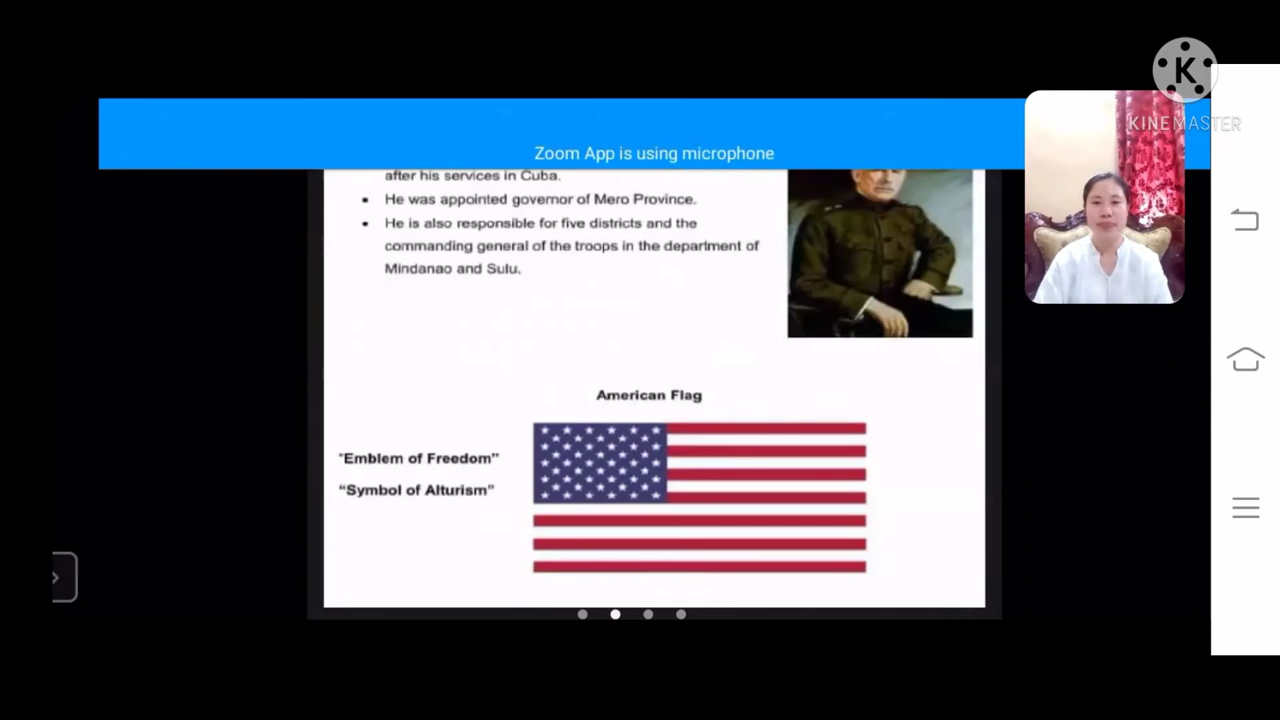 K
KINEMASTER
Zoom App is using microphone
after his services in Cuba.
He was appointed governor of Mero Province.
He is also responsible for five districts and the
commanding general of the troops in the department of
Mindanao and Sulu.
American Flag
"Emblem of Freedom”
“Symbol of Alturism”